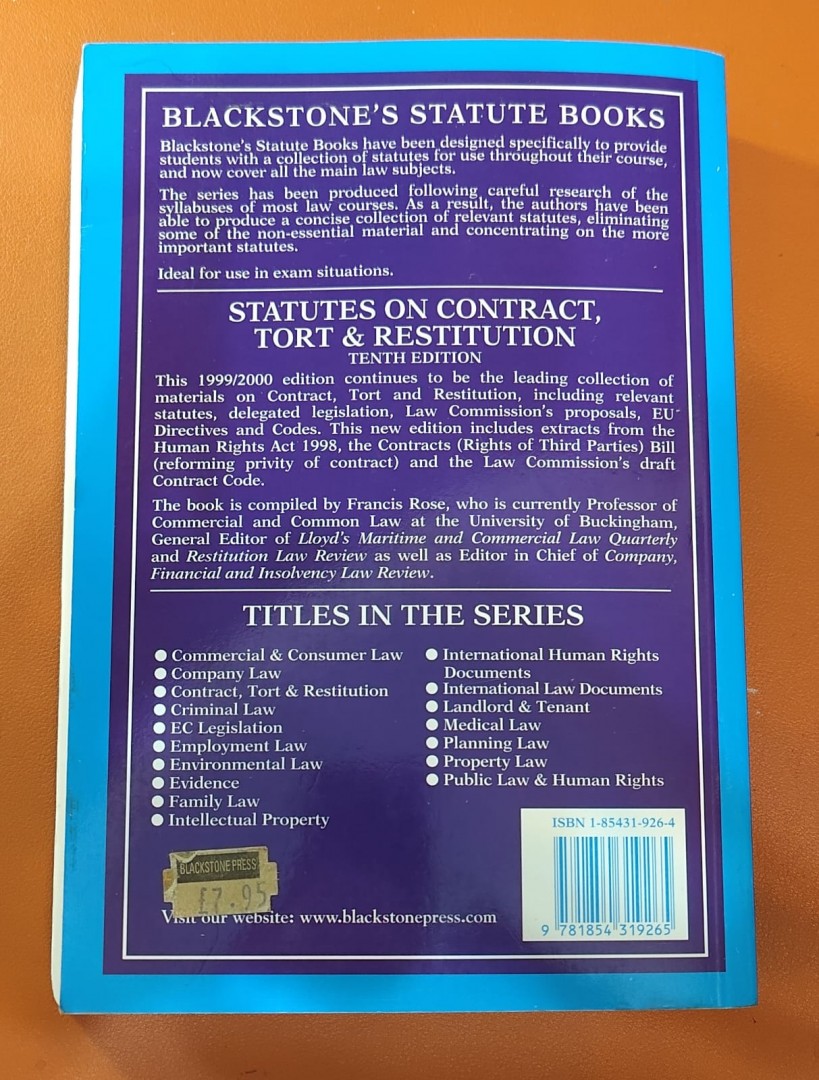 BLACKSTONE'S STATUTE BOOKS
Blackstone's Statute Books have been designed specifically to provide
students with a collection of statutes for use throughout their course,
and now cover all the main law subjects.
The series has been produced following careful research of the
syllabuses of most law courses. As a result, the authors have been
able to produce a concise collection of relevant statutes, eliminating
some of the non-essential material and concentrating on the more
important statutes.
Ideal for use in exam situations.
STATUTES ON CONTRACT,
TORT & RESTITUTION
TENTH EDITION
This 1999/2000 edition continues to be the leading collection of
materials on Contract, Tort and Restitution, including relevant
statutes, delegated legislation, Law Commission's proposals, EU
Directives and Codes. This new edition includes extracts from the
Human Rights Act 1998, the Contracts (Rights of Third Parties) Bill
(reforming privity of contract) and the Law Commission's draft
Contract Code.
The book is compiled by Francis Rose, who is currently Professor of
Commercial and Common Law at the University of Buckingham,
General Editor of Lloyd's Maritime and Commercial Law Quarterly
and Restitution Law Review as well as Editor in Chief of Company,
Financial and Insolvency Law Review.
TITLES IN THE SERIES
● Commercial & Consumer Law
● Company Law
● Contract, Tort & Restitution
● Criminal Law
● EC Legislation
● Employment Law
● Environmental Law
● Evidence
● Family Law
● Intellectual Property
● International Human Rights
Documents
● International Law Documents
● Landlord & Tenant
● Medical Law
● Planning Law
● Property Law
● Public Law & Human Rights
BLACKSTONE PRESS
£7.95
Visit our website: www.blackstonepress.com
ISBN 1-85431-926-4
9 781854 319265